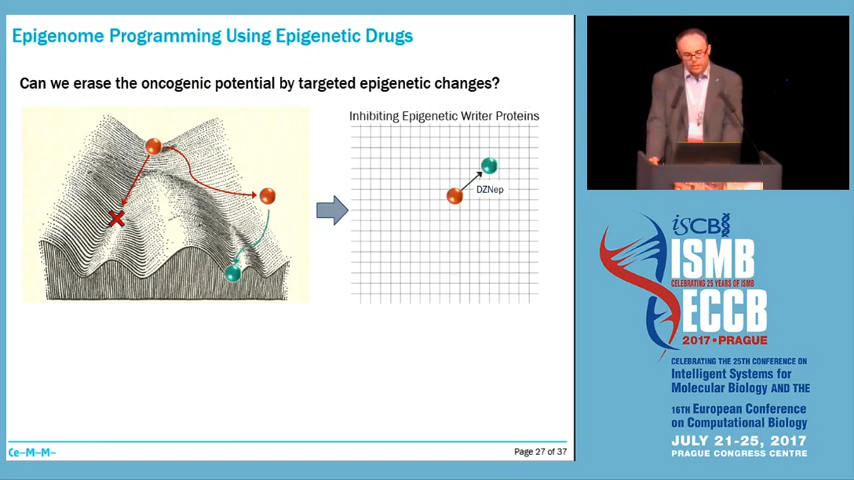 Epigenome Programming Using Epigenetic Drugs
Can we erase the oncogenic potential by targeted epigenetic changes?
Inhibiting Epigenetic Writer Proteins
DZNep
Ce-M-M-
Page 27 of 37
iSCB
ISMB
CELEBRATING 25 YEARS OF ISMB
ECCB
2017 • PRAGUE
CELEBRATING THE 25TH CONFERENCE ON
Intelligent Systems for
Molecular Biology AND THE
16TH European Conference
on Computational Biology
JULY 21-25, 2017
PRAGUE CONGRESS CENTRE